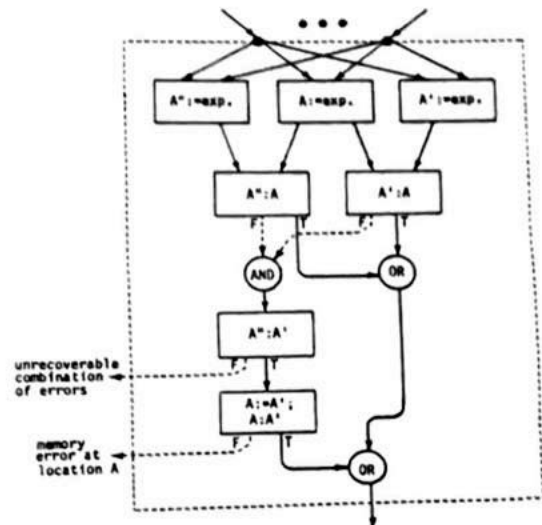 A":=exp.
A:=exp.
A':=exp.
A":A
A':A
F
T
F
T
AND
OR
A":A'
F
T
unrecoverable
combination
of errors
A:=A';
A:A'
F
T
memory
error at
location A
OR